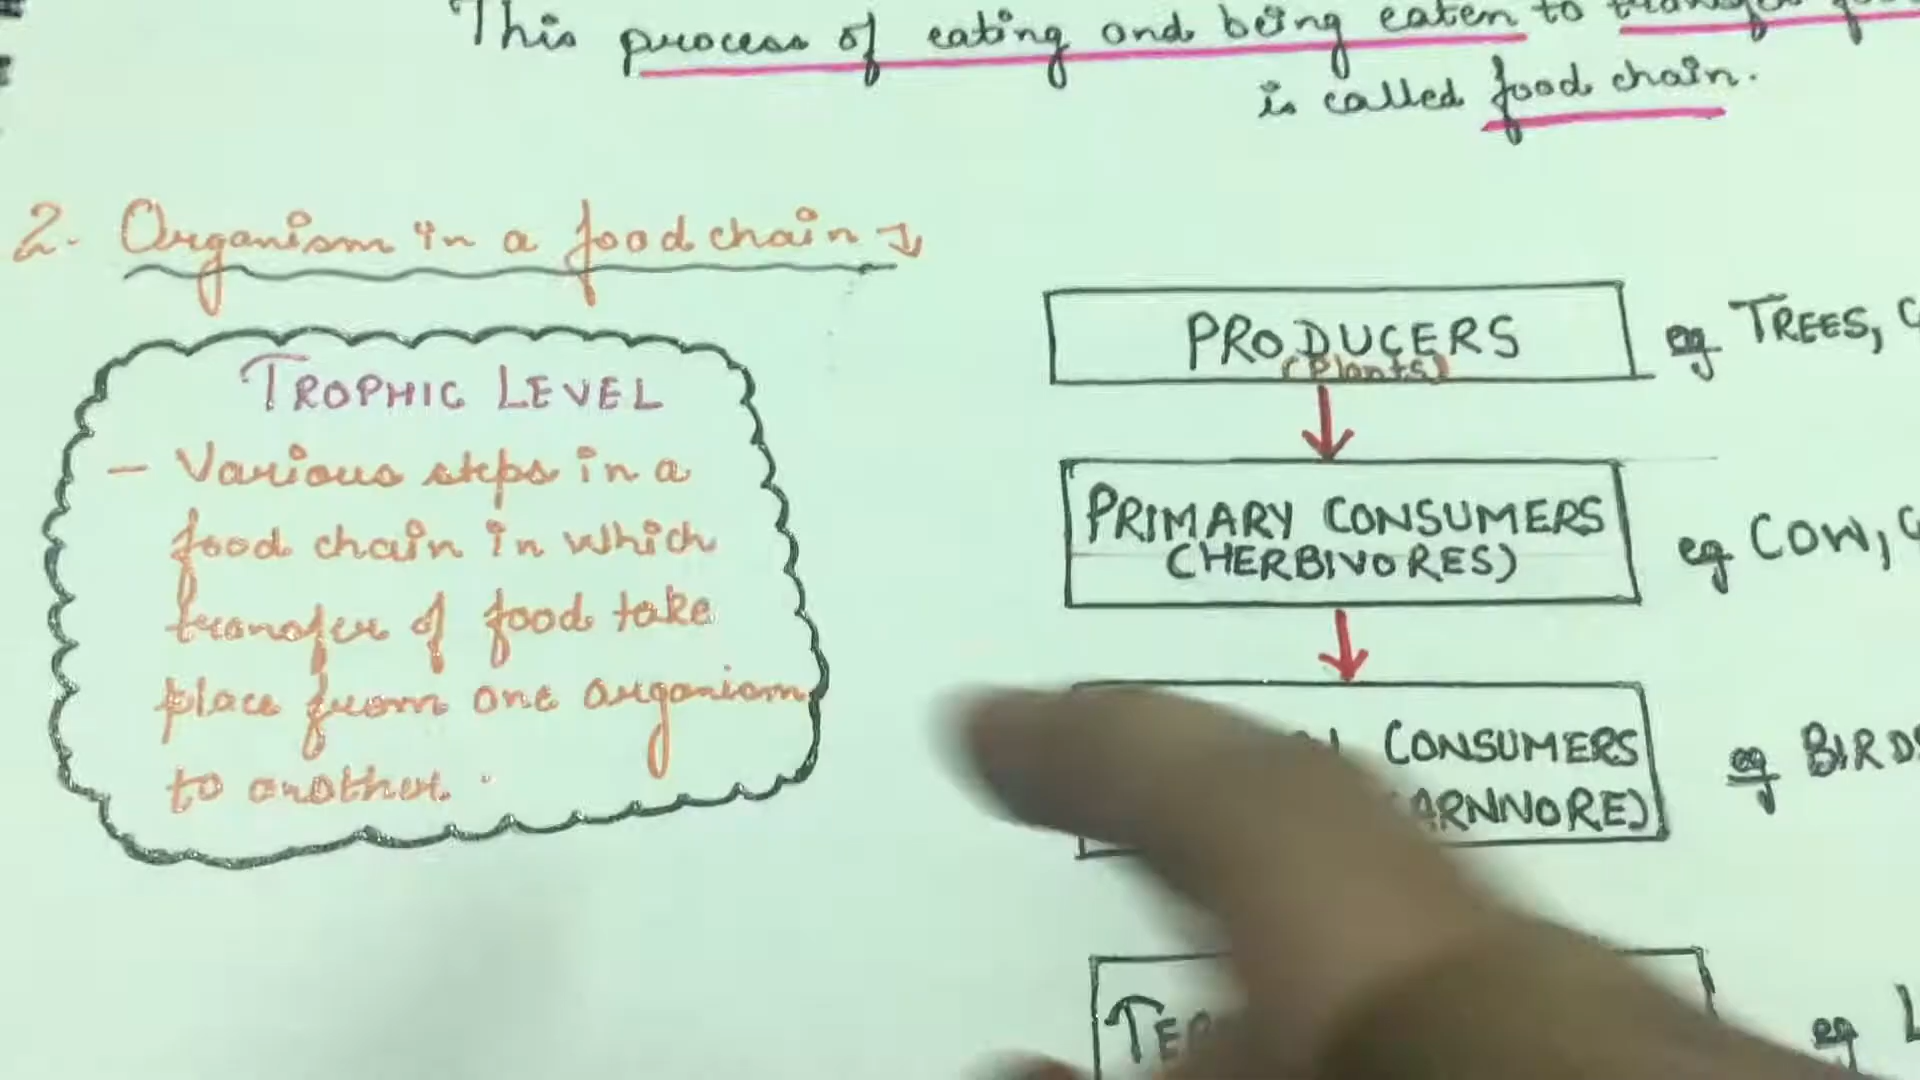 This process of eating and being eaten to
is called food chain.
2. Organism in a food chain ↓
TROPHIC LEVEL
- Various steps in a
food chain in which
transfer of food take
place from one organism
to another.
PRODUCERS
(Plants)
eg TREES,
PRIMARY CONSUMERS
(HERBIVORES)
eg COW,
CONSUMERS
eg BIRDS
eg